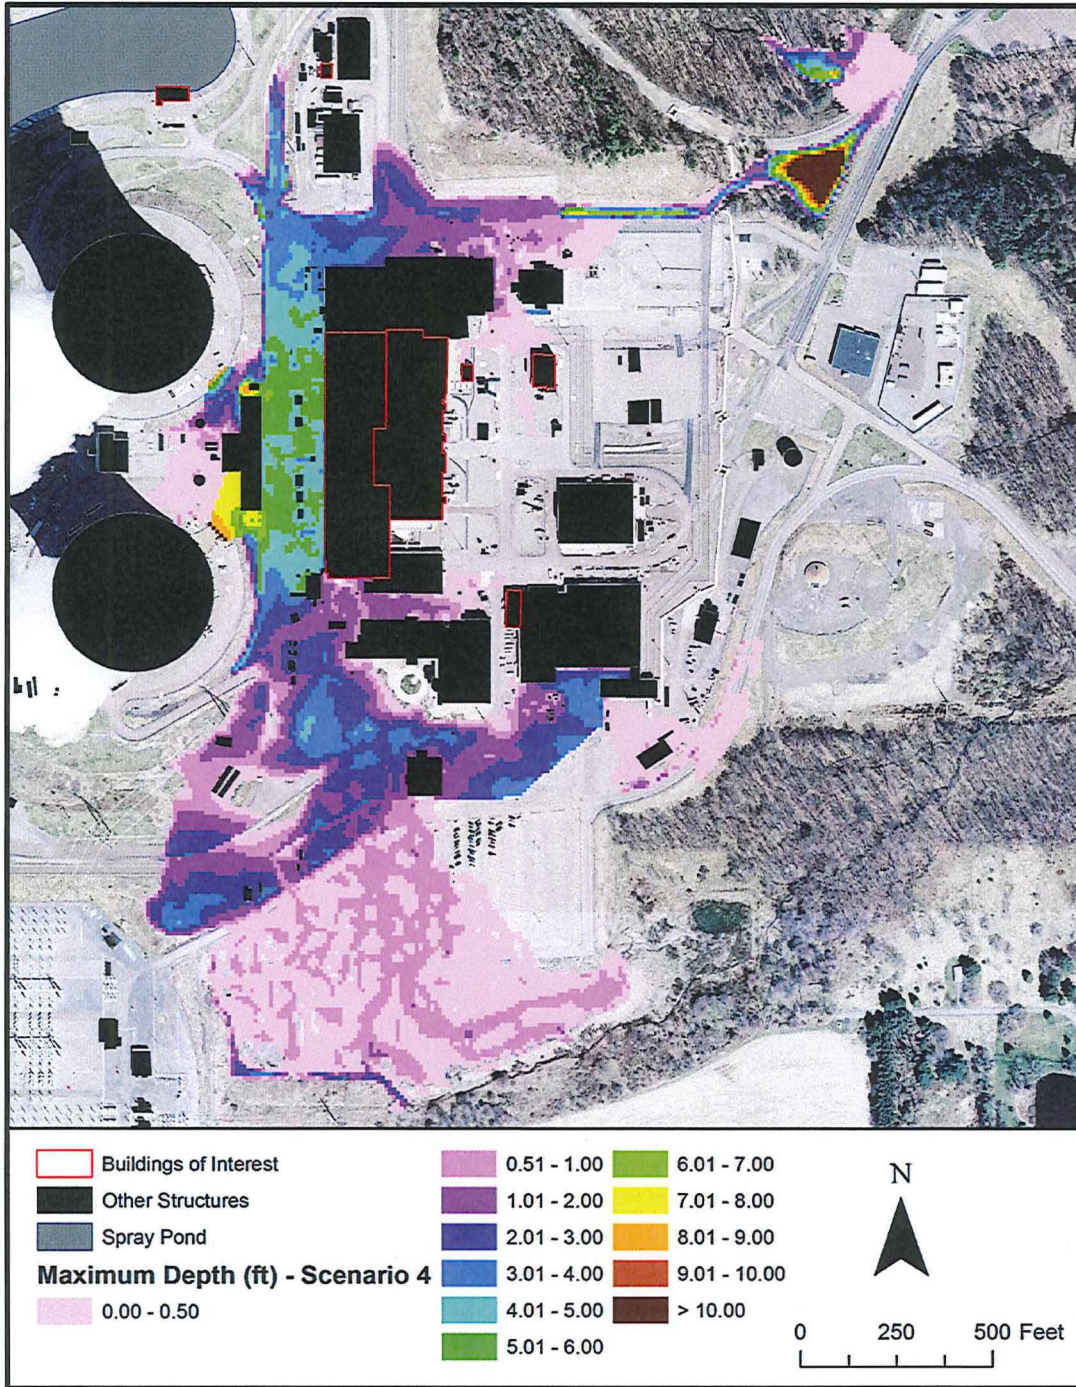 Buildings of Interest
Other Structures
Spray Pond
Maximum Depth (ft) - Scenario 4
0.00 - 0.50
0.51 - 1.00
1.01 - 2.00
2.01 - 3.00
3.01 - 4.00
4.01 - 5.00
5.01 - 6.00
6.01 - 7.00
7.01 - 8.00
8.01 - 9.00
9.01 - 10.00
> 10.00
N
0 250 500 Feet